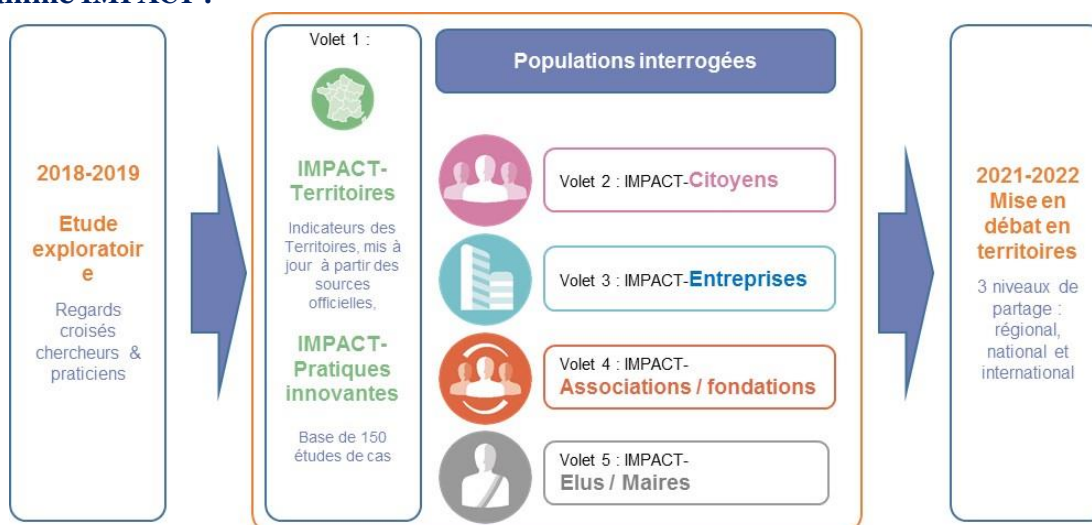 2018-2019
Etude
exploratoir
e
Regards
croisés
chercheurs &
praticiens
Volet 1 :
IMPACT-
Territoires
Indicateurs des
Territoires, mis à
jour à partir des
sources
officielles,
IMPACT-
Pratiques
innovantes
Base de 150
études de cas
Populations interrogées
Volet 2 : IMPACT-Citoyens
Volet 3 : IMPACT-Entreprises
Volet 4 : IMPACT-
Associations / fondations
Volet 5 : IMPACT-
Elus / Maires
2021-2022
Mise en
débat en
territoires
3 niveaux de
partage :
régional,
national et
international